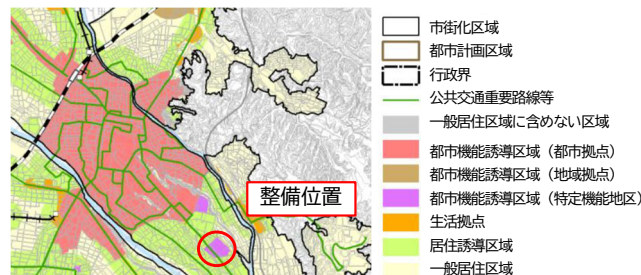 整備位置
市街化区域
都市計画区域
行政界
公共交通重要路線等
一般居住区域に含めない区域
都市機能誘導区域（都市拠点）
都市機能誘導区域（地域拠点）
都市機能誘導区域（特定機能地区）
生活拠点
居住誘導区域
一般居住区域